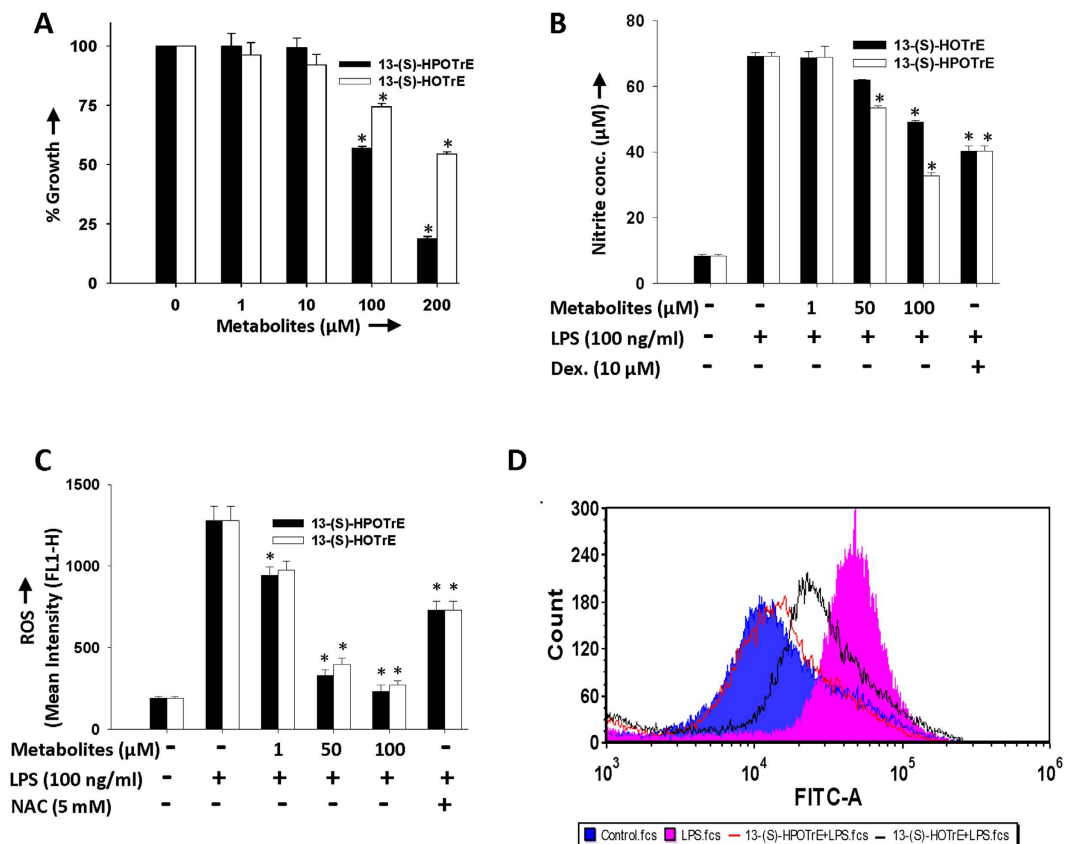 A
100
75
50
25
0
% Growth
13-(S)-HPOTrE
13-(S)-HOTrE
* * * *
0 1 10 100 200
Metabolites (µM)
B
80
60
40
20
0
Nitrite conc. (µM)
13-(S)-HOTrE
13-(S)-HPOTrE
* * * * *
Metabolites (µM) - - 1 50 100 -
LPS (100 ng/ml) - + + + + +
Dex. (10 µM) - - - - - +
C
1500
1000
500
0
ROS
(Mean Intensity (FL1-H)
13-(S)-HPOTrE
13-(S)-HOTrE
* * * * * * *
Metabolites (µM) - - 1 50 100 -
LPS (100 ng/ml) - + + + + +
NAC (5 mM) - - - - - +
D
300
240
180
120
60
0
Count
10³ 10⁴ 10⁵ 10⁶
FITC-A
Control.fcs LPS.fcs 13-(S)-HPOTrE+LPS.fcs 13-(S)-HOTrE+LPS.fcs